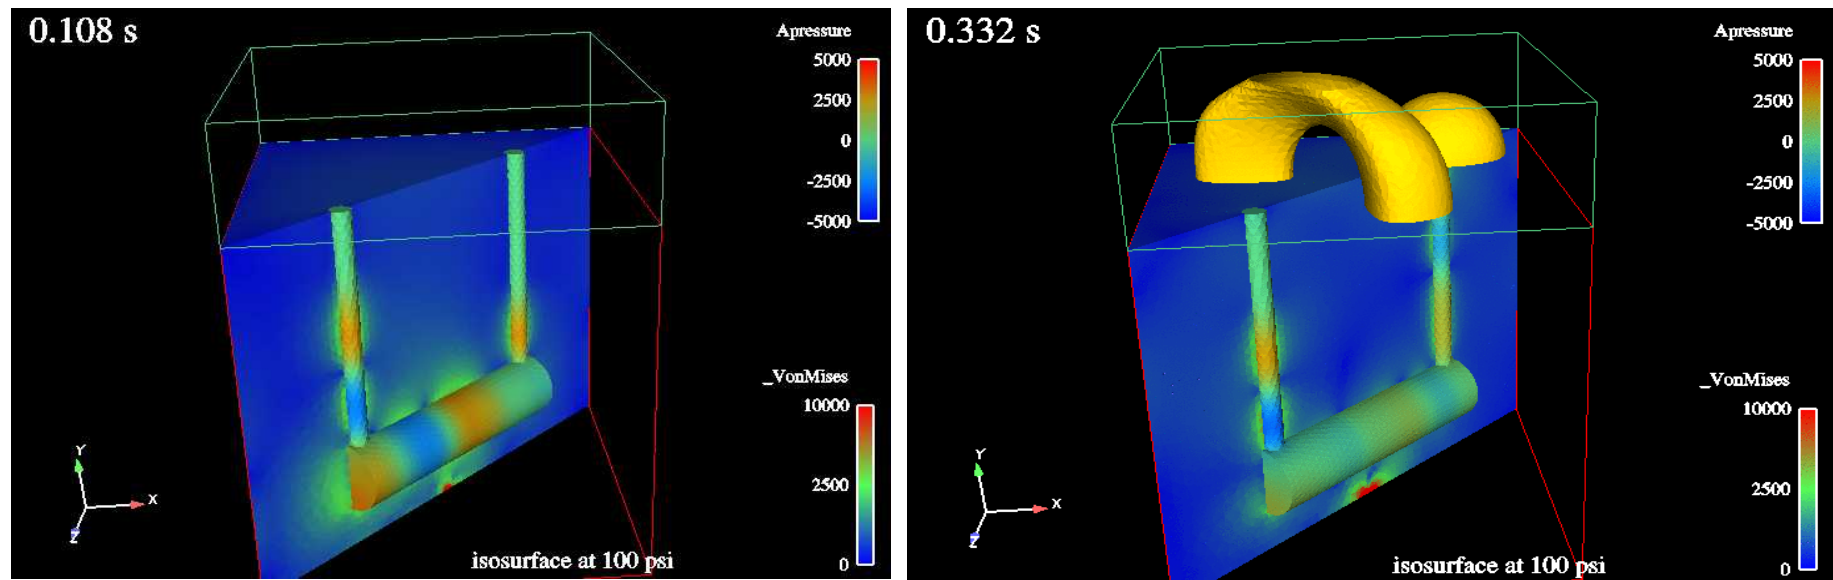 0.108 s
Apressure
5000
2500
0
-2500
-5000
_VonMises
10000
2500
0
Y
X
Z
isosurface at 100 psi
0.332 s
Apressure
5000
2500
0
-2500
-5000
_VonMises
10000
2500
0
Y
X
Z
isosurface at 100 psi